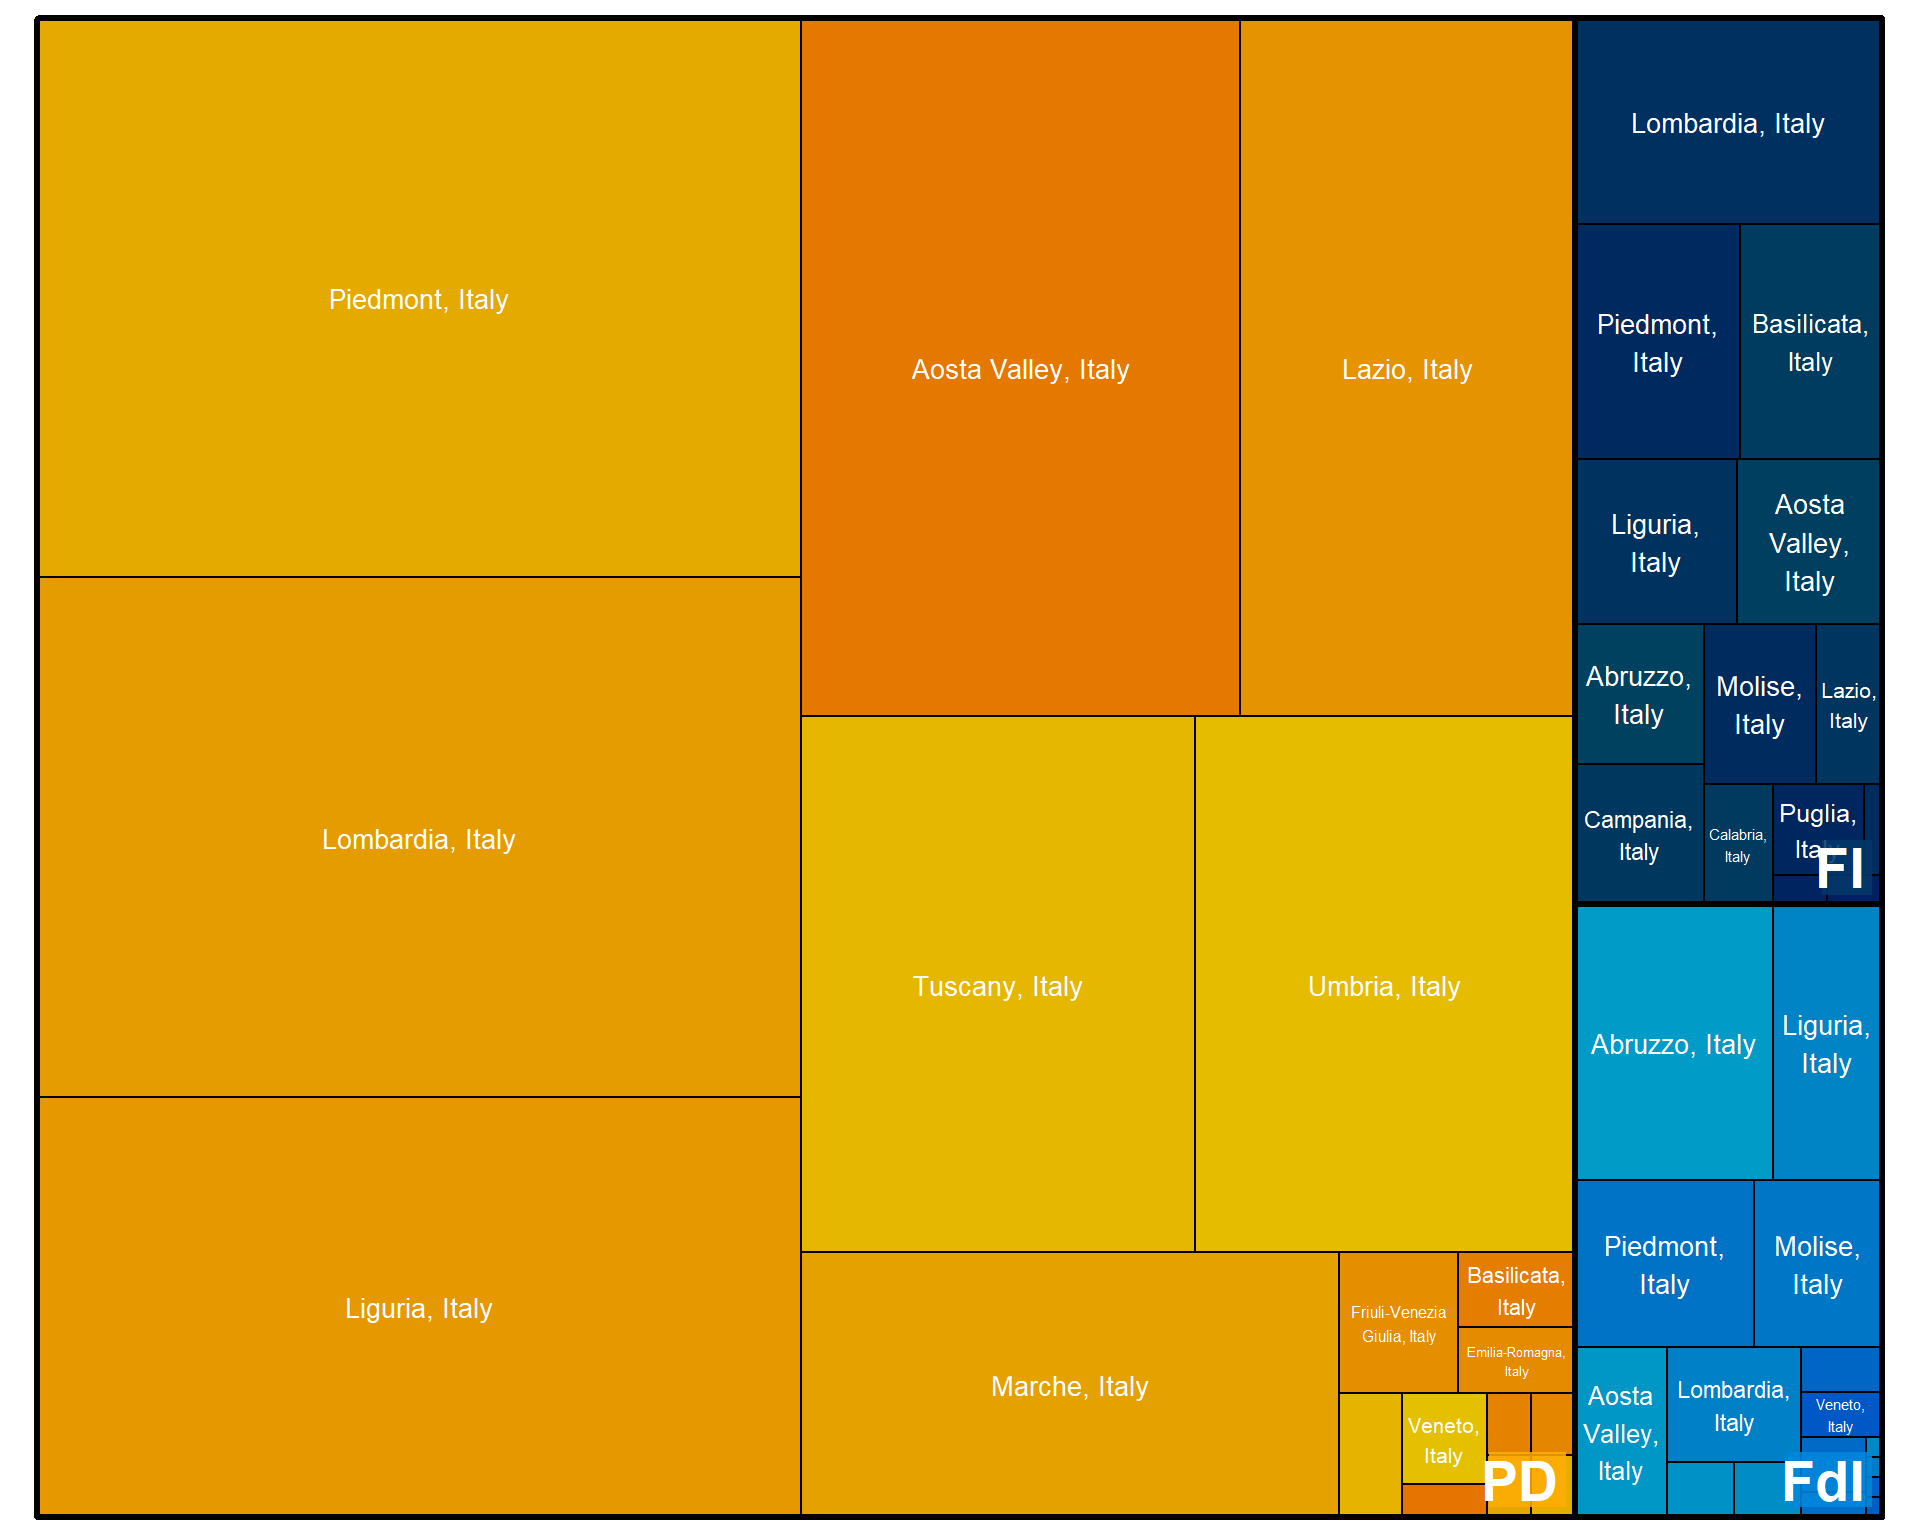 Piedmont, Italy
Lombardia, Italy
Liguria, Italy
Aosta Valley, Italy
Lazio, Italy
Tuscany, Italy
Umbria, Italy
Marche, Italy
Friuli-Venezia
Giulia, Italy
Basilicata,
Italy
Emilia-Romagna,
Italy
Veneto,
Italy
PD
Lombardia, Italy
Piedmont,
Italy
Basilicata,
Italy
Liguria,
Italy
Aosta
Valley,
Italy
Abruzzo,
Italy
Molise,
Italy
Lazio,
Italy
Campania,
Italy
Calabria,
Italy
Puglia,
Italy
FI
Abruzzo, Italy
Liguria,
Italy
Piedmont,
Italy
Molise,
Italy
Aosta
Valley,
Italy
Lombardia,
Italy
Veneto,
Italy
FdI